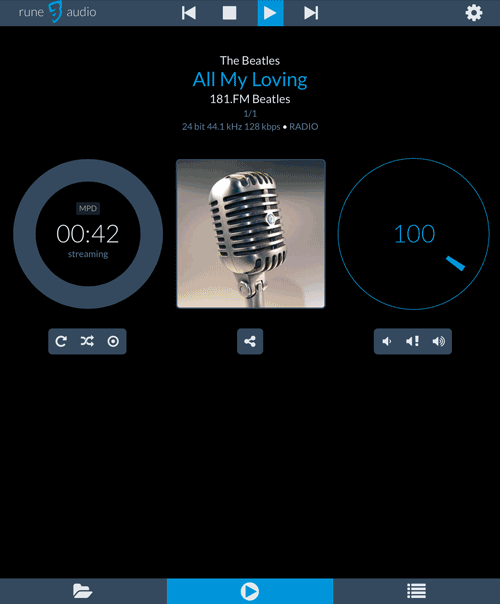 rune audio
The Beatles
All My Loving
181.FM Beatles
1/1
24 bit 44.1 kHz 128 kbps • RADIO
MPD
00:42
streaming
100